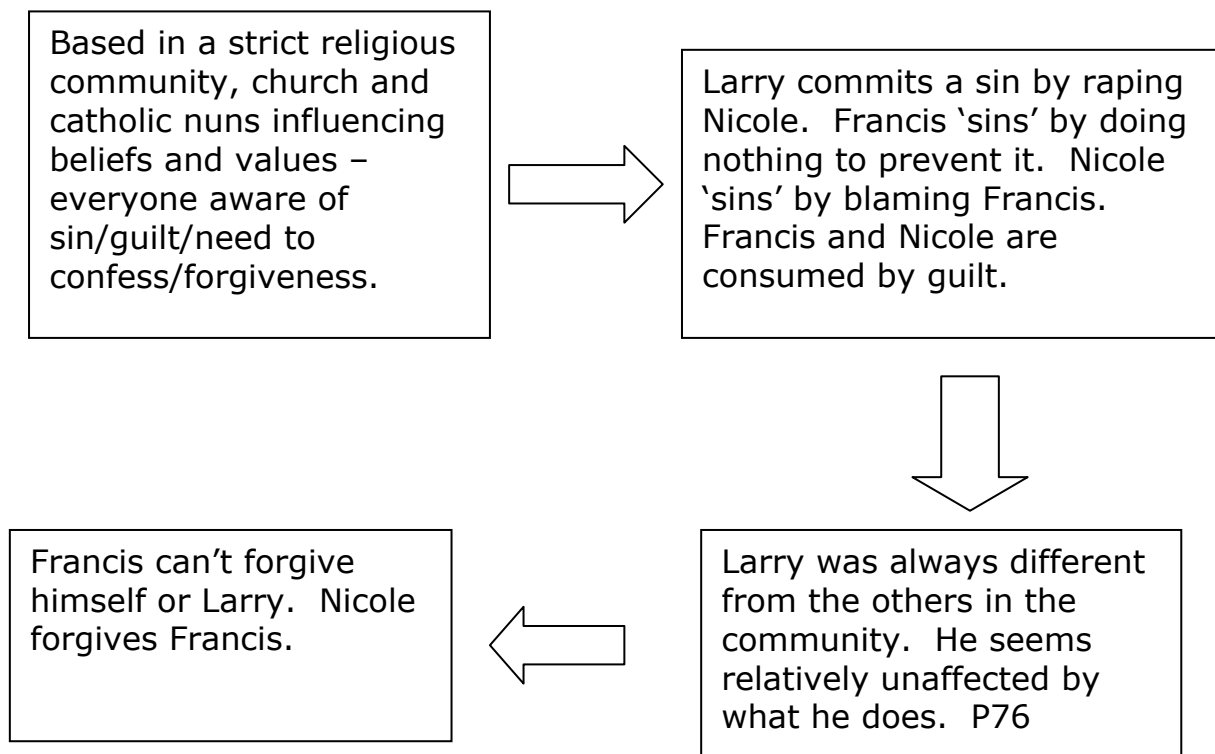 Based in a strict religious
community, church and
catholic nuns influencing
beliefs and values –
everyone aware of
sin/guilt/need to
confess/forgiveness.
Larry commits a sin by raping
Nicole.  Francis ‘sins’ by doing
nothing to prevent it.  Nicole
‘sins’ by blaming Francis.
Francis and Nicole are
consumed by guilt.
Larry was always different
from the others in the
community.  He seems
relatively unaffected by
what he does.  P76
Francis can’t forgive
himself or Larry.  Nicole
forgives Francis.